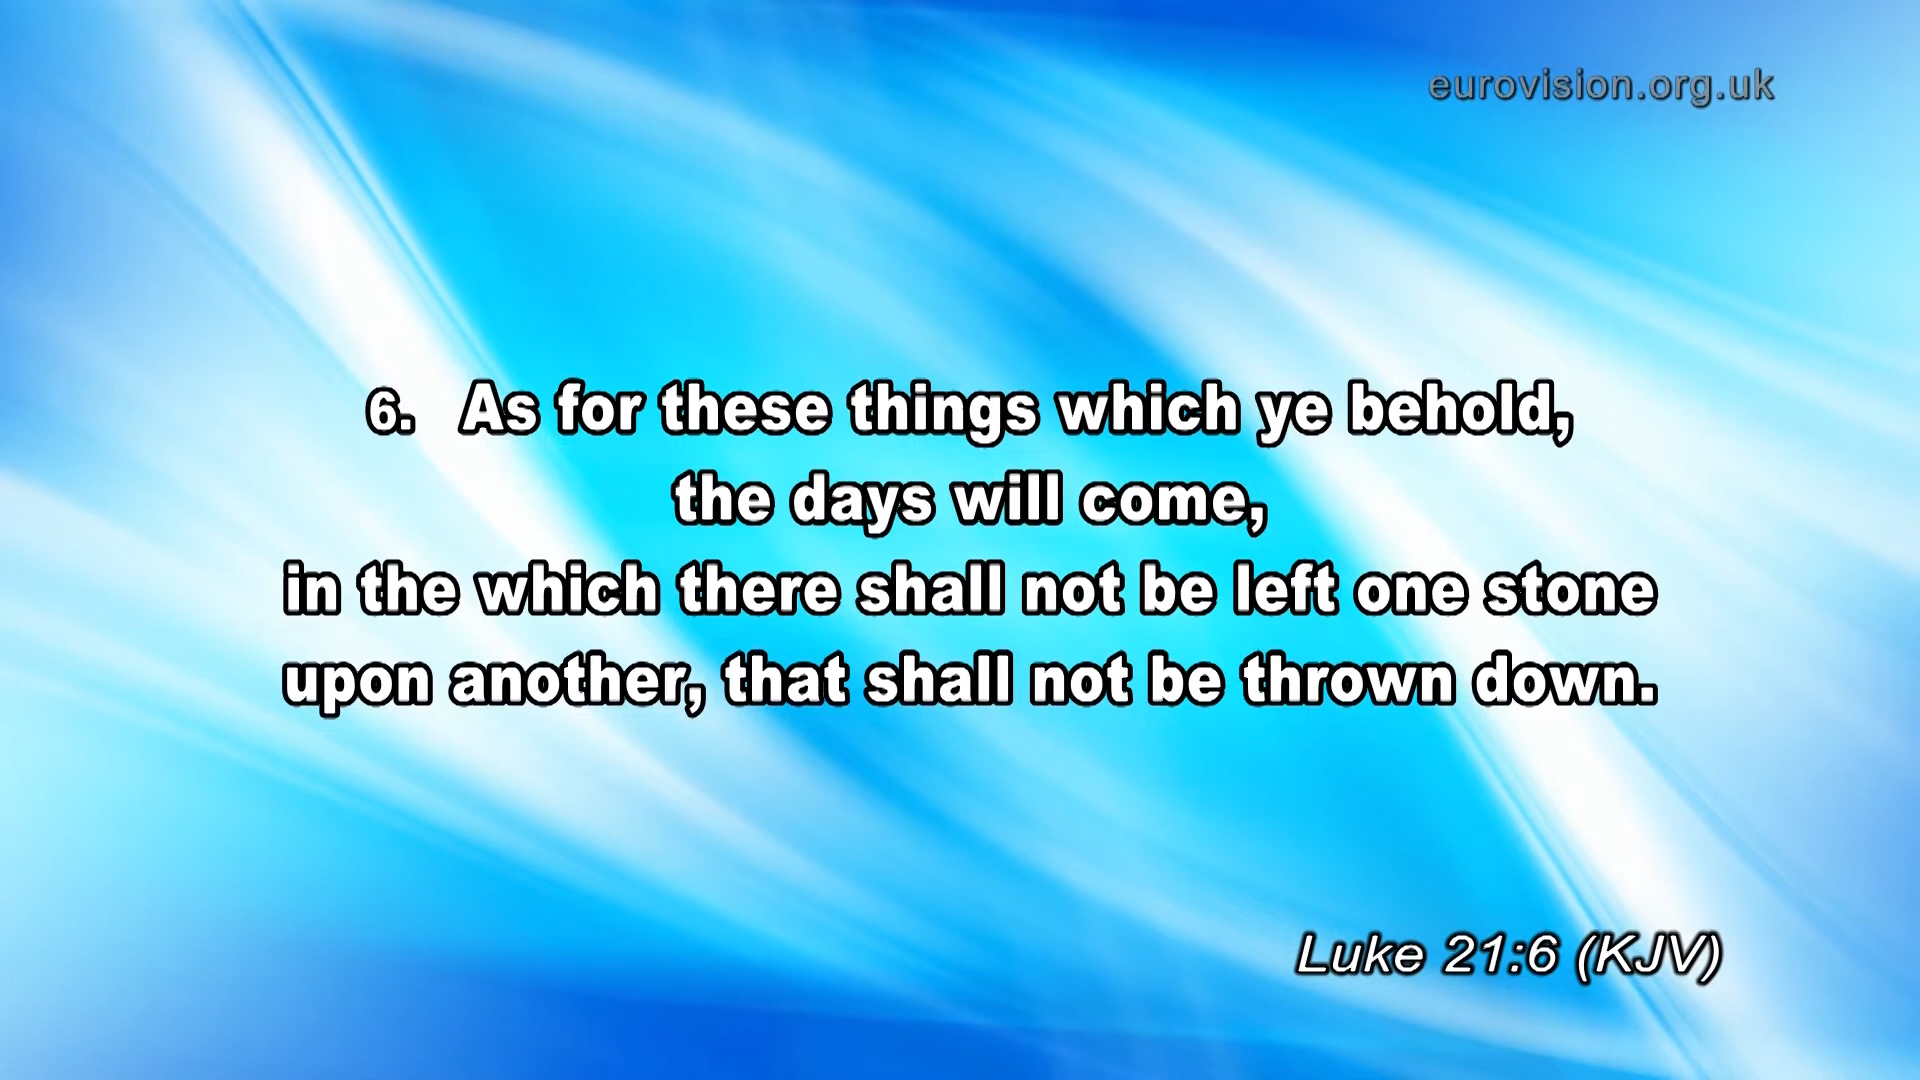 eurovision.org.uk
6. As for these things which ye behold,
the days will come,
in the which there shall not be left one stone
upon another, that shall not be thrown down.
Luke 21:6 (KJV)